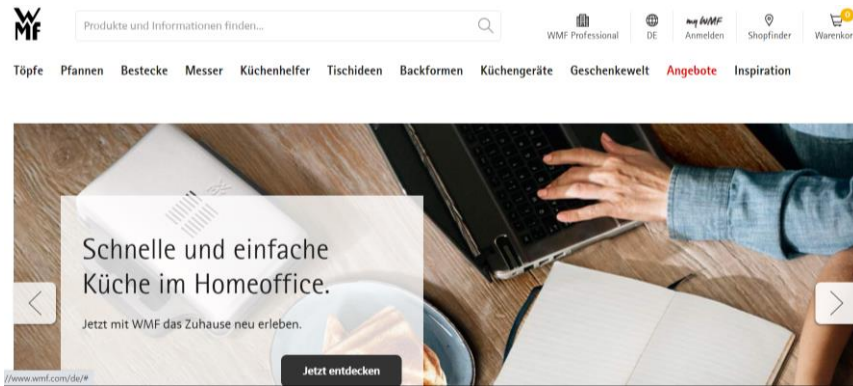 WMF
Produkte und Informationen finden...
WMF Professional
DE
my WMF
Anmelden
Shopfinder
0
Warenkor
Töpfe Pfannen Bestecke Messer Küchenhelfer Tischideen Backformen Küchengeräte Geschenkewelt Angebote Inspiration
Schnelle und einfache
Küche im Homeoffice.
Jetzt mit WMF das Zuhause neu erleben.
Jetzt entdecken
//www.wmf.com/de/#